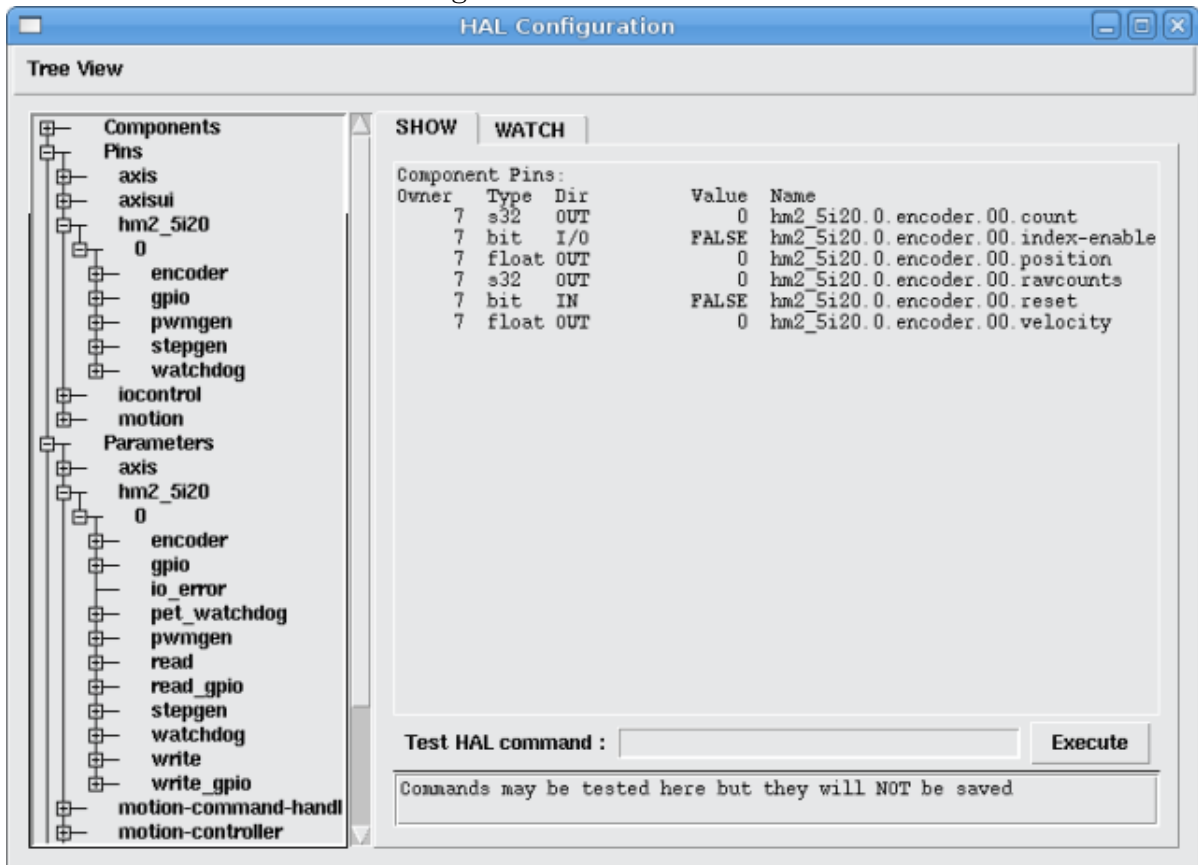 HAL Configuration
Tree View
Components
Pins
axis
axisui
hm2_5i20
0
encoder
gpio
pwmgen
stepgen
watchdog
iocontrol
motion
Parameters
axis
hm2_5i20
0
encoder
gpio
io_error
pet_watchdog
pwmgen
read
read_gpio
stepgen
watchdog
write
write_gpio
motion-command-handl
motion-controller
SHOW WATCH
Component Pins:
Owner Type Dir Value Name
7 s32 OUT 0 hm2_5i20.0.encoder.00.count
7 bit I/O FALSE hm2_5i20.0.encoder.00.index-enable
7 float OUT 0 hm2_5i20.0.encoder.00.position
7 s32 OUT 0 hm2_5i20.0.encoder.00.rawcounts
7 bit IN FALSE hm2_5i20.0.encoder.00.reset
7 float OUT 0 hm2_5i20.0.encoder.00.velocity
Test HAL command : Execute
Commands may be tested here but they will NOT be saved